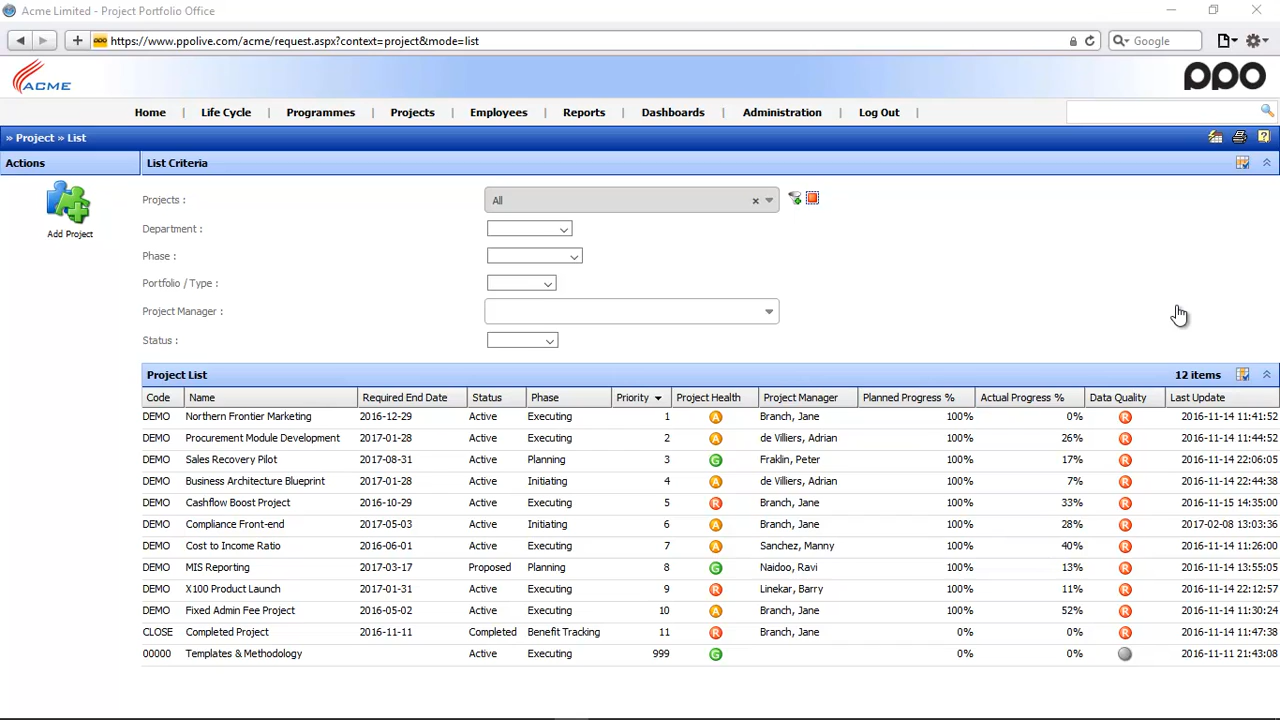 Acme Limited - Project Portfolio Office
https://www.ppolive.com/acme/request.aspx?context=project&mode=list Google
ACME ppo
Home | Life Cycle | Programmes | Projects | Employees | Reports | Dashboards | Administration | Log Out |
» Project » List
Actions List Criteria
Add Project
Projects : All
Department :
Phase :
Portfolio / Type :
Project Manager :
Status :
Project List 12 items
Code Name Required End Date Status Phase Priority Project Health Project Manager Planned Progress % Actual Progress % Data Quality Last Update
DEMO Northern Frontier Marketing 2016-12-29 Active Executing 1 A Branch, Jane 100% 0% R 2016-11-14 11:41:52
DEMO Procurement Module Development 2017-01-28 Active Executing 2 A de Villiers, Adrian 100% 26% R 2016-11-14 11:44:52
DEMO Sales Recovery Pilot 2017-08-31 Active Planning 3 G Fraklin, Peter 100% 17% R 2016-11-14 22:06:05
DEMO Business Architecture Blueprint 2017-01-28 Active Initiating 4 A de Villiers, Adrian 100% 7% R 2016-11-14 22:44:38
DEMO Cashflow Boost Project 2016-10-29 Active Executing 5 R Branch, Jane 100% 33% R 2016-11-15 14:35:00
DEMO Compliance Front-end 2017-05-03 Active Initiating 6 A Branch, Jane 100% 28% R 2017-02-08 13:03:36
DEMO Cost to Income Ratio 2016-06-01 Active Executing 7 A Sanchez, Manny 100% 40% R 2016-11-14 11:26:00
DEMO MIS Reporting 2017-03-17 Proposed Planning 8 G Naidoo, Ravi 100% 13% R 2016-11-14 13:55:05
DEMO X100 Product Launch 2017-01-31 Active Executing 9 R Linekar, Barry 100% 11% R 2016-11-14 22:12:57
DEMO Fixed Admin Fee Project 2016-05-02 Active Executing 10 A Branch, Jane 100% 52% R 2016-11-14 11:30:24
CLOSE Completed Project 2016-11-11 Completed Benefit Tracking 11 R Branch, Jane 0% 0% R 2016-11-14 11:47:38
00000 Templates & Methodology Active Executing 999 G 0% 0% 2016-11-11 21:43:08